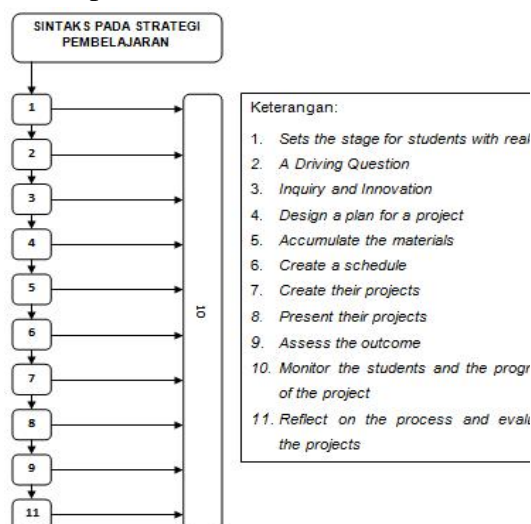 SINTAKS PADA STRATEGI
PEMBELAJARAN
1
2
3
4
5
6
7
8
9
11
10
Keterangan:
1. Sets the stage for students with real
2. A Driving Question
3. Inquiry and Innovation
4. Design a plan for a project
5. Accumulate the materials
6. Create a schedule
7. Create their projects
8. Present their projects
9. Assess the outcome
10. Monitor the students and the
of the project
11. Reflect on the process and
the projects